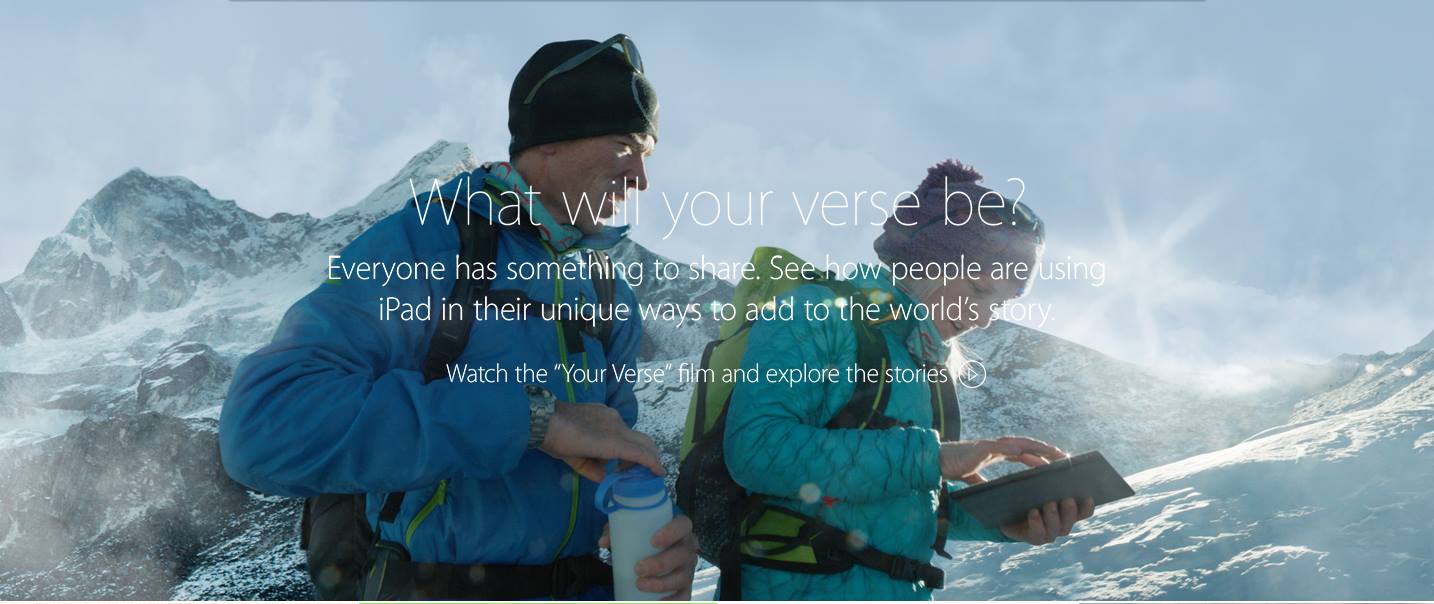 What will your verse be?
Everyone has something to share. See how people are using
iPad in their unique ways to add to the world’s story.
Watch the “Your Verse” film and explore the stories